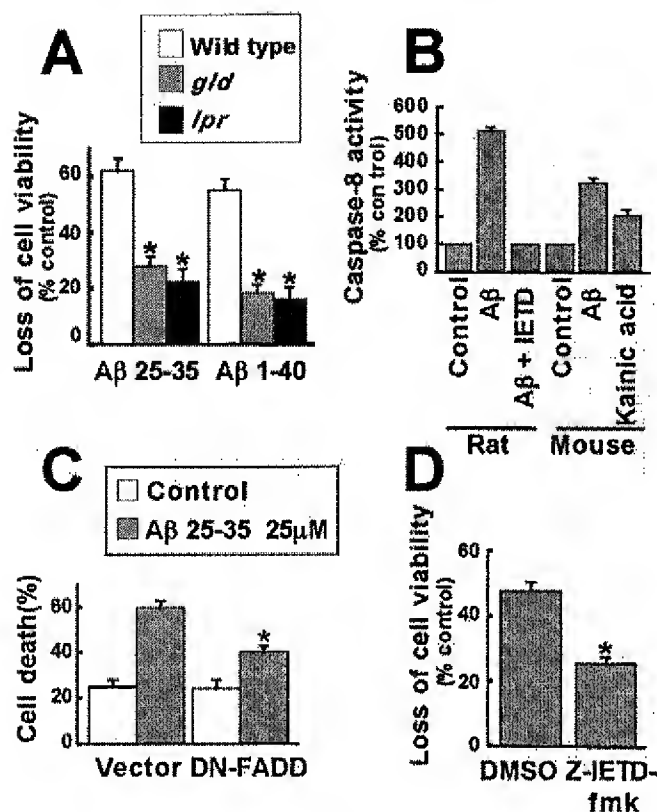 A
Wild type
gld
lpr
Loss of cell viability
(% control)
60
40
20
0
*
*
*
*
Aβ 25-35
Aβ 1-40
B
Caspase-8 activity
(% con trol)
600
500
400
300
200
100
0
Control
Aβ
Aβ + IETD
Control
Aβ
Kainic acid
Rat
Mouse
C
Control
Aβ 25-35 25μM
Cell death(%)
60
40
20
0
*
Vector DN-FADD
D
Loss of cell viability
(% control)
60
40
20
0
*
DMSO Z-IETD-
fmk